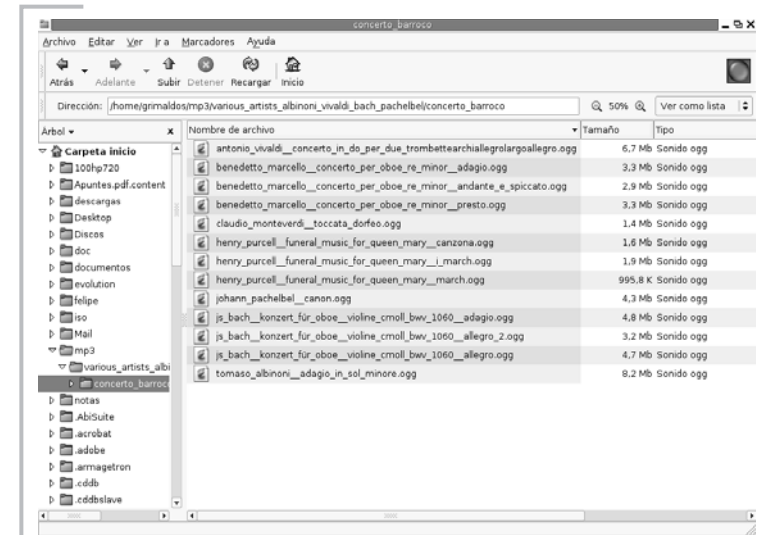 concerto_barroco
Archivo Editar Ver Ir a Marcadores Ayuda
Atrás Adelante Subir Detener Recargar Inicio
Dirección: /home/grimaldos/mp3/various_artists_albinoni_vivaldi_bach_pachelbel/concerto_barroco 50% Ver como lista
Árbol x Nombre de archivo Tamaño Tipo
Carpeta inicio
100hp720
Apuntes.pdf.content
descargas
Desktop
Discos
doc
documentos
evolution
felipe
iso
Mail
mp3
various_artists_albi
concerto_barroc
notas
.AbiSuite
.acrobat
.adobe
.armagetron
.cddb
.cddbslave
antonio_vivaldi__concerto_in_do_per_due_trombettearchiallegrolargoallegro.ogg 6,7 Mb Sonido ogg
benedetto_marcello__concerto_per_oboe_re_minor__adagio.ogg 3,3 Mb Sonido ogg
benedetto_marcello__concerto_per_oboe_re_minor__andante_e_spiccato.ogg 2,9 Mb Sonido ogg
benedetto_marcello__concerto_per_oboe_re_minor__presto.ogg 3,3 Mb Sonido ogg
claudio_monteverdi__toccata_dorfeo.ogg 1,4 Mb Sonido ogg
henry_purcell__funeral_music_for_queen_mary__canzona.ogg 1,6 Mb Sonido ogg
henry_purcell__funeral_music_for_queen_mary__i_march.ogg 1,9 Mb Sonido ogg
henry_purcell__funeral_music_for_queen_mary__march.ogg 995,8 K Sonido ogg
johann_pachelbel__canon.ogg 4,3 Mb Sonido ogg
js_bach__konzert_für_oboe__violine_cmoll_bwv_1060__adagio.ogg 4,8 Mb Sonido ogg
js_bach__konzert_für_oboe__violine_cmoll_bwv_1060__allegro_2.ogg 3,2 Mb Sonido ogg
js_bach__konzert_für_oboe__violine_cmoll_bwv_1060__allegro.ogg 4,7 Mb Sonido ogg
tomaso_albinoni__adagio_in_sol_minore.ogg 8,2 Mb Sonido ogg